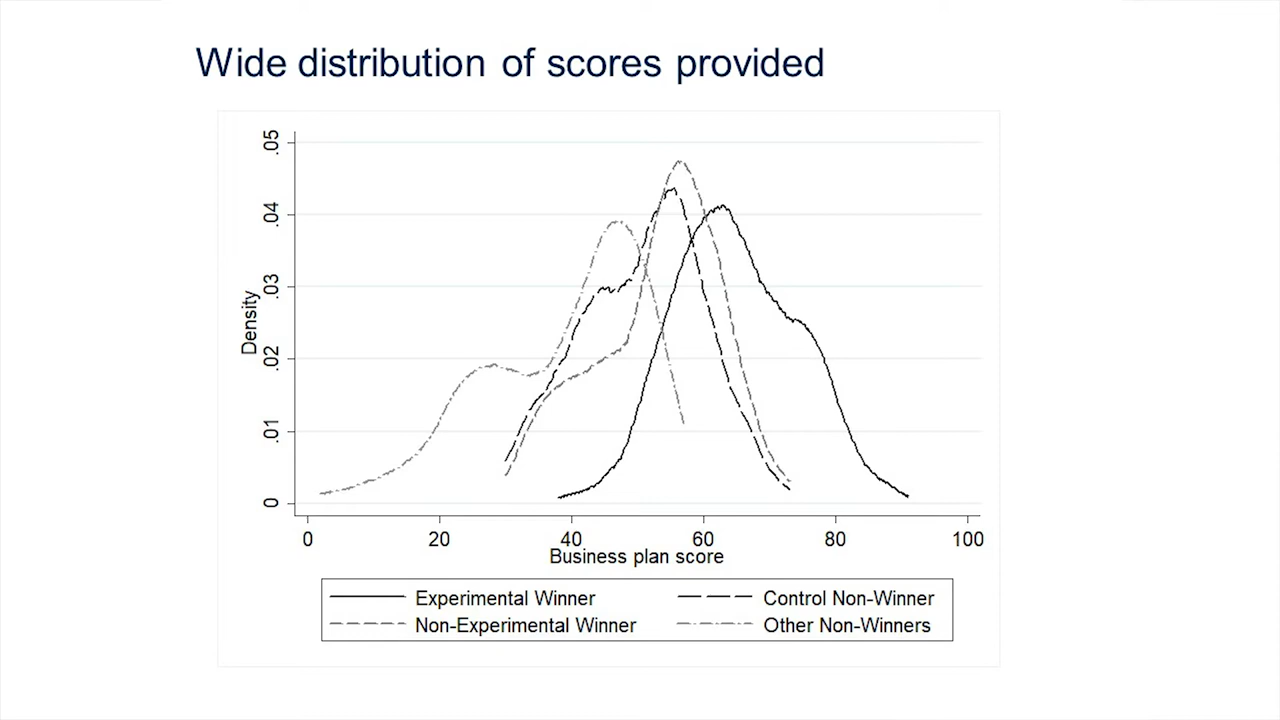 Wide distribution of scores provided
Density
.05
.04
.03
.02
.01
0
0 20 40 60 80 100
Business plan score
Experimental Winner Control Non-Winner
Non-Experimental Winner Other Non-Winners